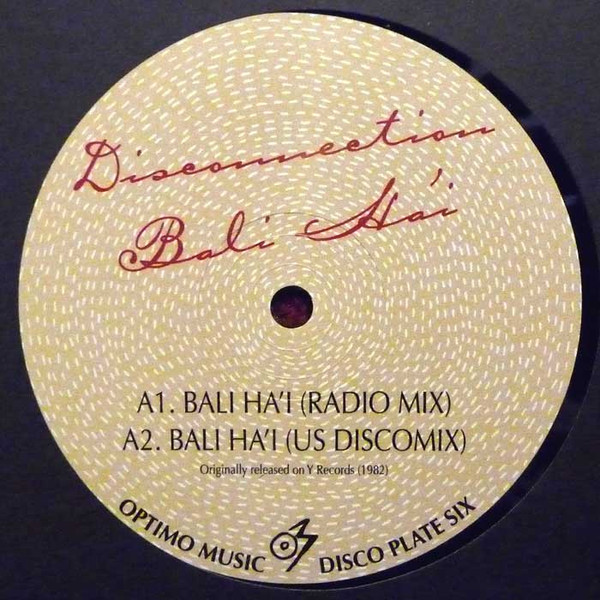 Disconnection
Bali Ha'i
A1. BALI HA'I (RADIO MIX)
A2. BALI HA'I (US DISCOMIX)
Originally released on Y Records (1982)
OPTIMO MUSIC DISCO PLATE SIX